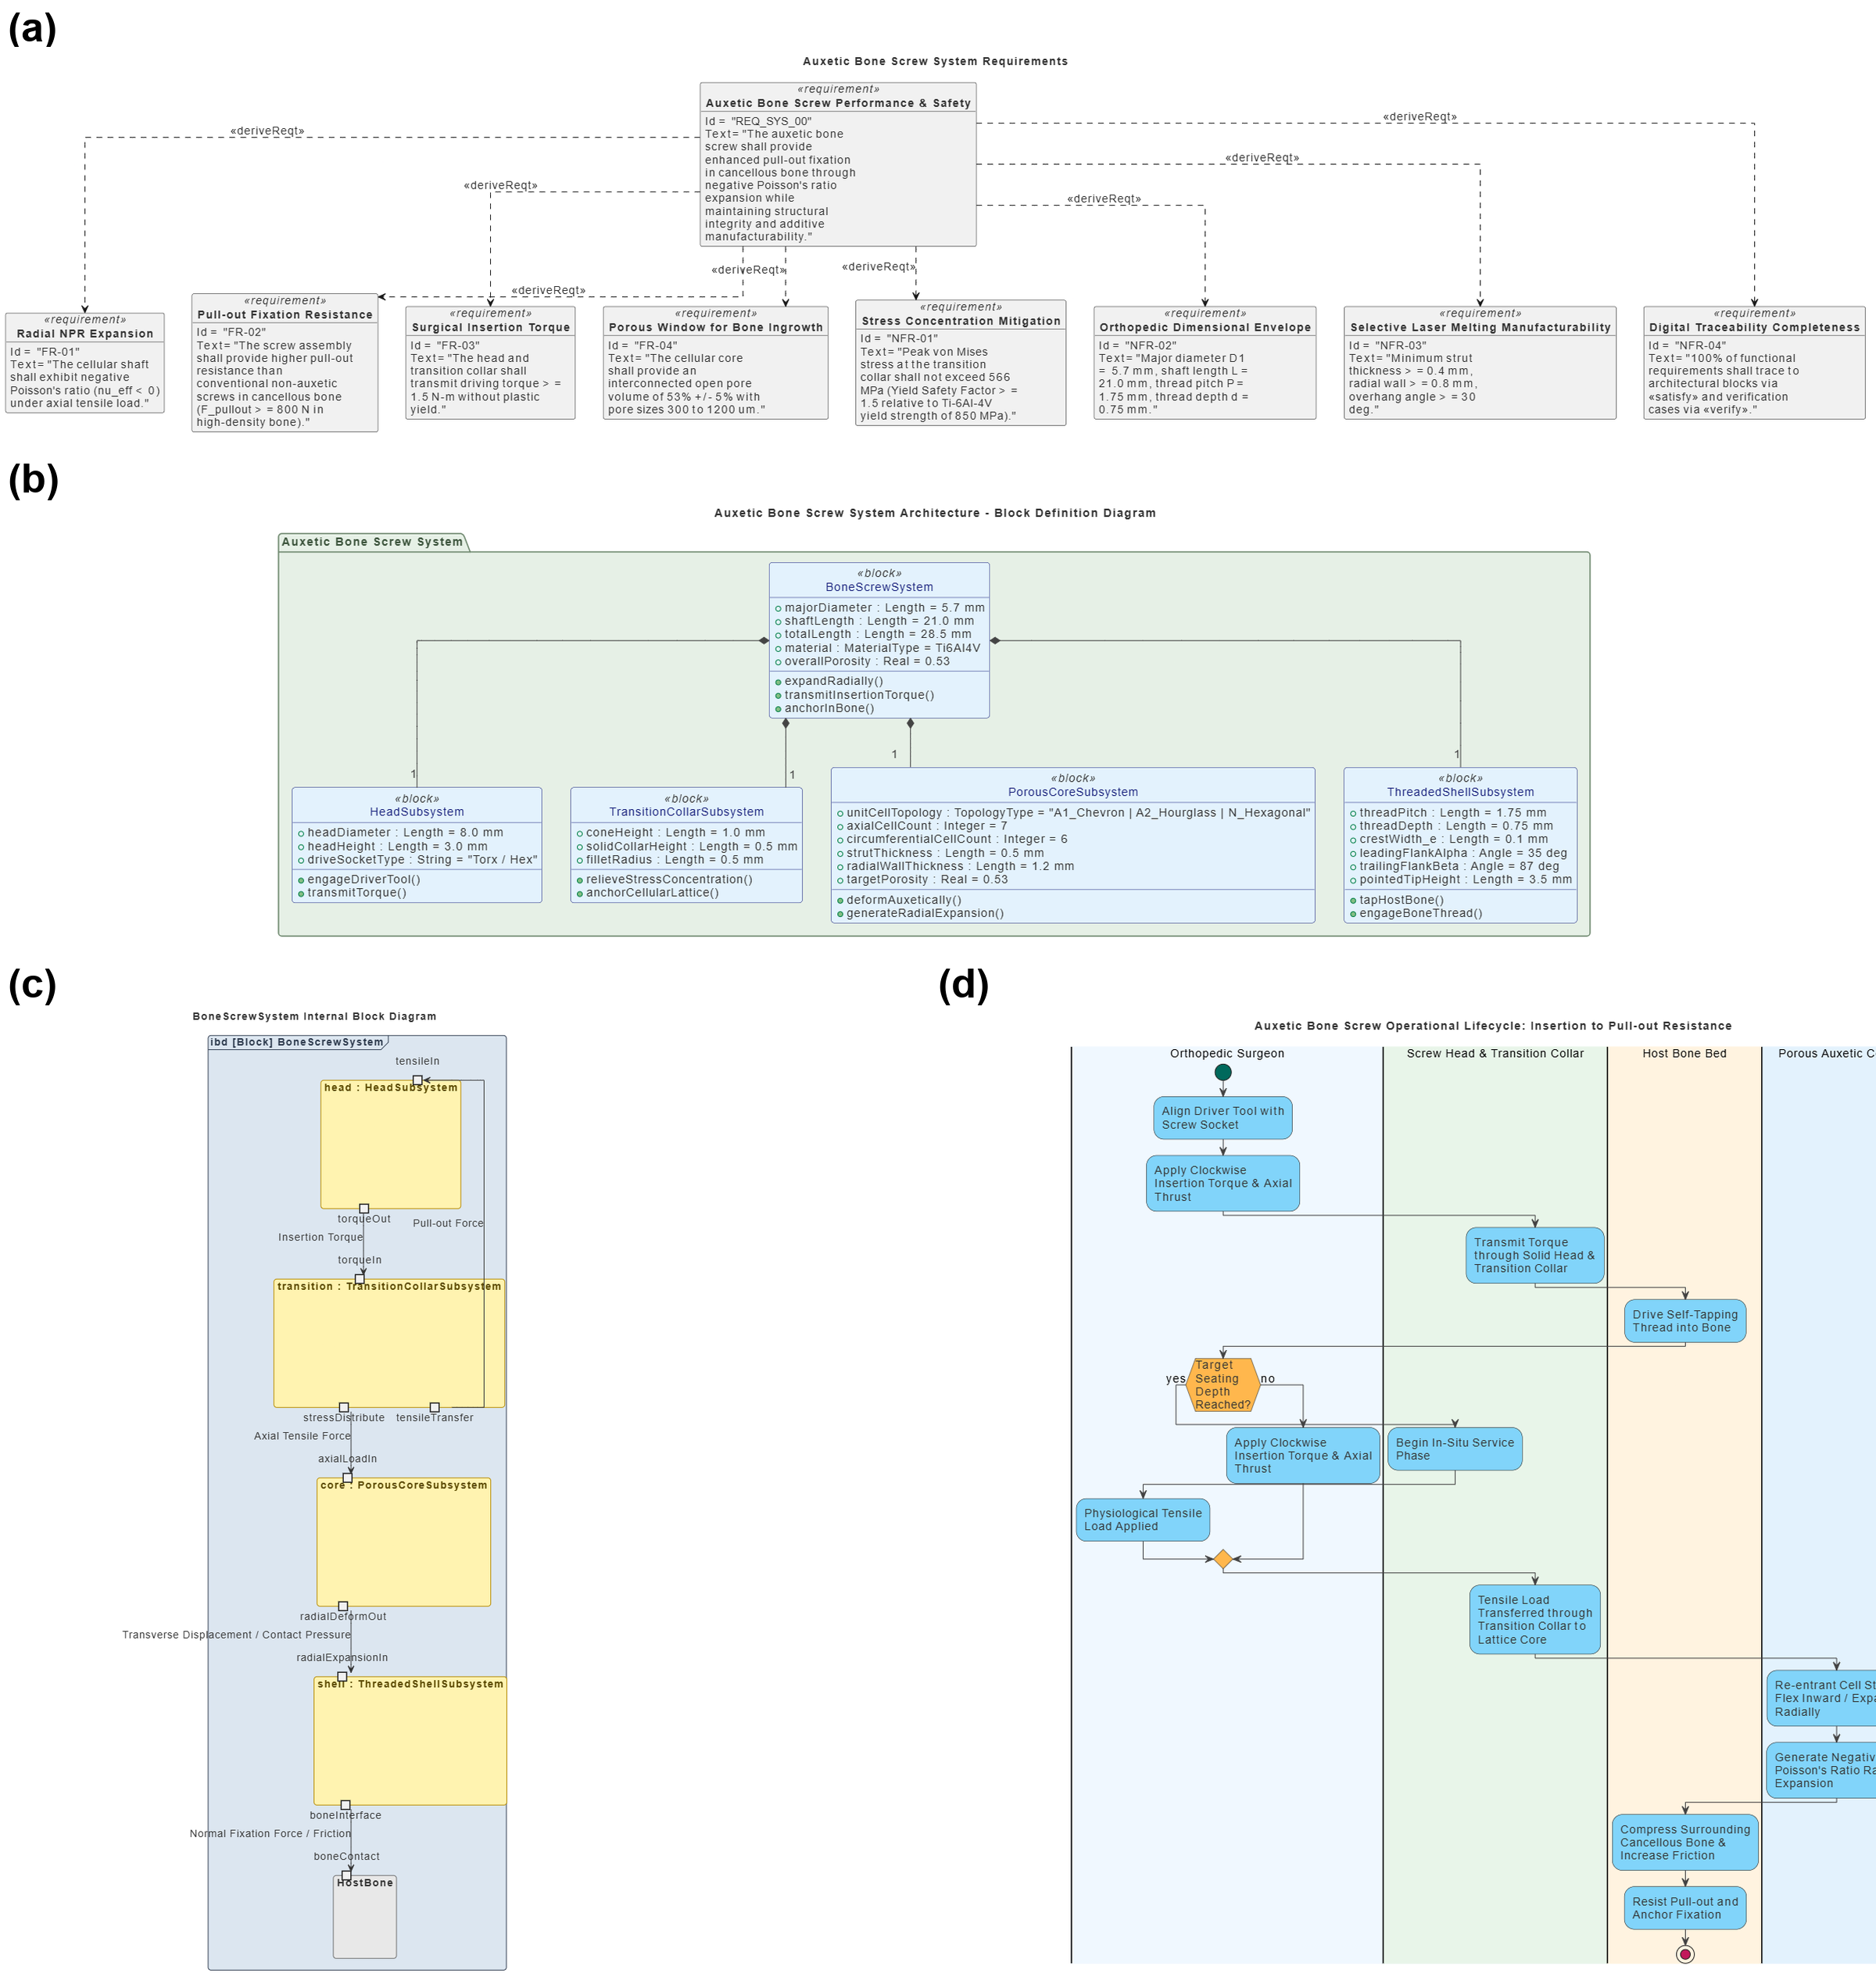 (a)
Auxetic Bone Screw System Requirements
«requirement»
Auxetic Bone Screw Performance & Safety
Id = "REQ_SYS_00"
Text= "The auxetic bone
screw shall provide
enhanced pull-out fixation
in cancellous bone through
negative Poisson's ratio
expansion while
maintaining structural
integrity and additive
manufacturability."
«deriveReqt»
«deriveReqt»
«deriveReqt»
«deriveReqt»
«deriveReqt»
«deriveReqt»
«deriveReqt»
«deriveReqt»
«requirement»
Radial NPR Expansion
Id = "FR-01"
Text= "The cellular shaft
shall exhibit negative
Poisson's ratio (nu_eff < 0)
under axial tensile load."
«requirement»
Pull-out Fixation Resistance
Id = "FR-02"
Text= "The screw assembly
shall provide higher pull-out
resistance than
conventional non-auxetic
screws in cancellous bone
(F_pullout > = 800 N in
high-density bone)."
«requirement»
Surgical Insertion Torque
Id = "FR-03"
Text= "The head and
transition collar shall
transmit driving torque > =
1.5 N-m without plastic
yield."
«requirement»
Porous Window for Bone Ingrowth
Id = "FR-04"
Text= "The cellular core
shall provide an
interconnected open pore
volume of 53% +/- 5% with
pore sizes 300 to 1200 um."
«requirement»
Stress Concentration Mitigation
Id = "NFR-01"
Text= "Peak von Mises
stress at the transition
collar shall not exceed 566
MPa (Yield Safety Factor > =
1.5 relative to Ti-6Al-4V
yield strength of 850 MPa)."
«requirement»
Orthopedic Dimensional Envelope
Id = "NFR-02"
Text= "Major diameter D1
= 5.7 mm, shaft length L =
21.0 mm, thread pitch P =
1.75 mm, thread depth d =
0.75 mm."
«requirement»
Selective Laser Melting Manufacturability
Id = "NFR-03"
Text= "Minimum strut
thickness > = 0.4 mm,
radial wall > = 0.8 mm,
overhang angle > = 30
deg."
«requirement»
Digital Traceability Completeness
Id = "NFR-04"
Text= "100% of functional
requirements shall trace to
architectural blocks via
«satisfy» and verification
cases via «verify»."
(b)
Auxetic Bone Screw System Architecture - Block Definition Diagram
Auxetic Bone Screw System
«block»
BoneScrewSystem
majorDiameter : Length = 5.7 mm
shaftLength : Length = 21.0 mm
totalLength : Length = 28.5 mm
material : MaterialType = Ti6Al4V
overallPorosity : Real = 0.53
expandRadially()
transmitInsertionTorque()
anchorInBone()
1
1
1
1
«block»
HeadSubsystem
headDiameter : Length = 8.0 mm
headHeight : Length = 3.0 mm
driveSocketType : String = "Torx / Hex"
engageDriverTool()
transmitTorque()
«block»
TransitionCollarSubsystem
coneHeight : Length = 1.0 mm
solidCollarHeight : Length = 0.5 mm
filletRadius : Length = 0.5 mm
relieveStressConcentration()
anchorCellularLattice()
«block»
PorousCoreSubsystem
unitCellTopology : TopologyType = "A1_Chevron | A2_Hourglass | N_Hexagonal"
axialCellCount : Integer = 7
circumferentialCellCount : Integer = 6
strutThickness : Length = 0.5 mm
radialWallThickness : Length = 1.2 mm
targetPorosity : Real = 0.53
deformAuxetically()
generateRadialExpansion()
«block»
ThreadedShellSubsystem
threadPitch : Length = 1.75 mm
threadDepth : Length = 0.75 mm
crestWidth_e : Length = 0.1 mm
leadingFlankAlpha : Angle = 35 deg
trailingFlankBeta : Angle = 87 deg
pointedTipHeight : Length = 3.5 mm
tapHostBone()
engageBoneThread()
(c)
BoneScrewSystem Internal Block Diagram
ibd [Block] BoneScrewSystem
tensileIn
head : HeadSubsystem
torqueOut
Pull-out Force
Insertion Torque
torqueIn
transition : TransitionCollarSubsystem
stressDistribute
tensileTransfer
Axial Tensile Force
axialLoadIn
core : PorousCoreSubsystem
radialDeformOut
Transverse Displacement / Contact Pressure
radialExpansionIn
shell : ThreadedShellSubsystem
boneInterface
Normal Fixation Force / Friction
boneContact
HostBone
(d)
Auxetic Bone Screw Operational Lifecycle: Insertion to Pull-out Resistance
Orthopedic Surgeon
Screw Head & Transition Collar
Host Bone Bed
Porous Auxetic C
Align Driver Tool with
Screw Socket
Apply Clockwise
Insertion Torque & Axial
Thrust
Transmit Torque
through Solid Head &
Transition Collar
Drive Self-Tapping
Thread into Bone
Target
Seating
Depth
Reached?
yes
no
Apply Clockwise
Insertion Torque & Axial
Thrust
Begin In-Situ Service
Phase
Physiological Tensile
Load Applied
Tensile Load
Transferred through
Transition Collar to
Lattice Core
Re-entrant Cell St
Flex Inward / Expa
Radially
Generate Negativ
Poisson's Ratio Ra
Expansion
Compress Surrounding
Cancellous Bone &
Increase Friction
Resist Pull-out and
Anchor Fixation